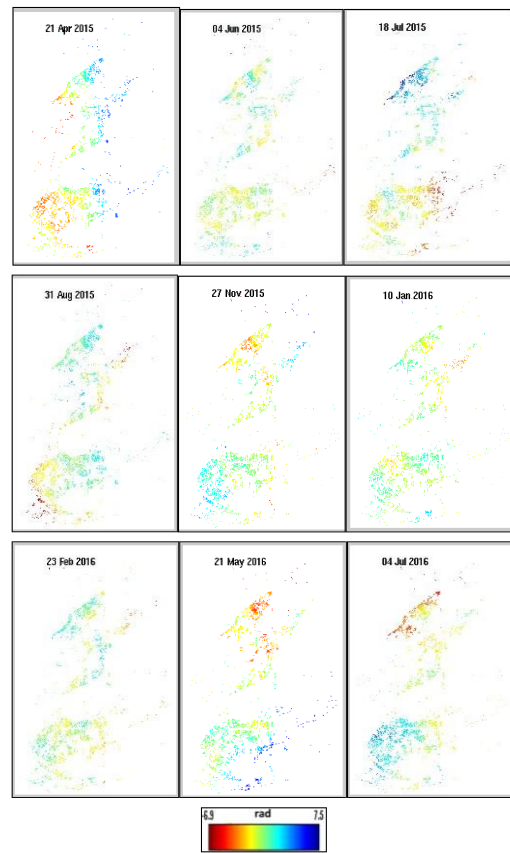 21 Apr 2015
04 Jun 2015
18 Jul 2015
31 Aug 2015
27 Nov 2015
10 Jan 2016
23 Feb 2016
21 May 2016
04 Jul 2016
-6.9 rad 7.5